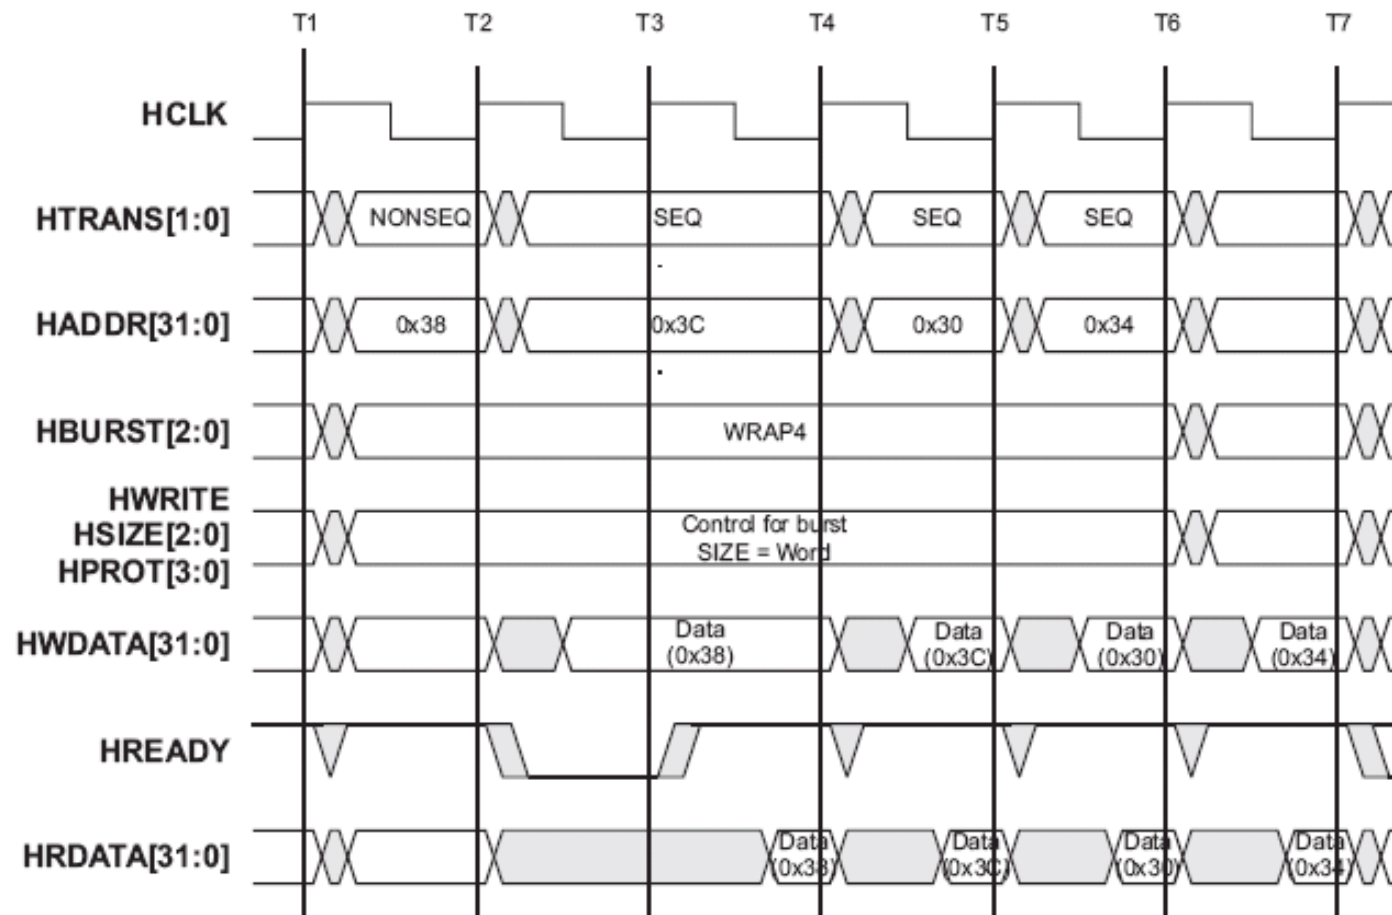 T1 T2 T3 T4 T5 T6 T7
HCLK
HTRANS[1:0] NONSEQ SEQ SEQ SEQ
HADDR[31:0] 0x38 0x3C 0x30 0x34
HBURST[2:0] WRAP4
HWRITE
HSIZE[2:0]
HPROT[3:0]
Control for burst
SIZE = Word
HWDATA[31:0]
Data
(0x38)
Data
(0x3C)
Data
(0x30)
Data
(0x34)
HREADY
HRDATA[31:0]
Data
(0x38)
Data
(0x3C)
Data
(0x30)
Data
(0x34)